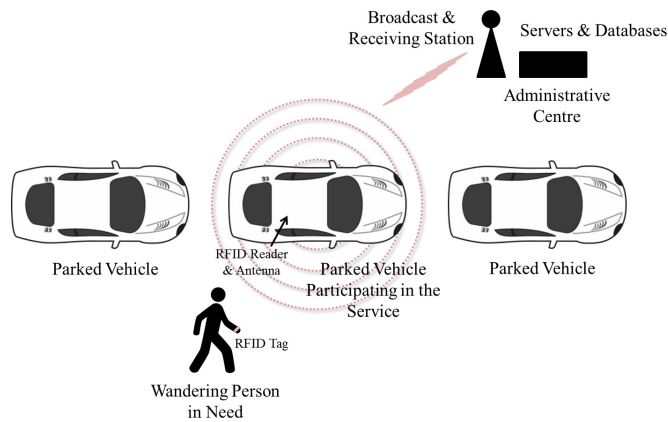 Broadcast &
Receiving Station
Servers & Databases
Administrative
Centre
Parked Vehicle
RFID Reader
& Antenna
Parked Vehicle
Participating in the
Service
Parked Vehicle
RFID Tag
Wandering Person
in Need